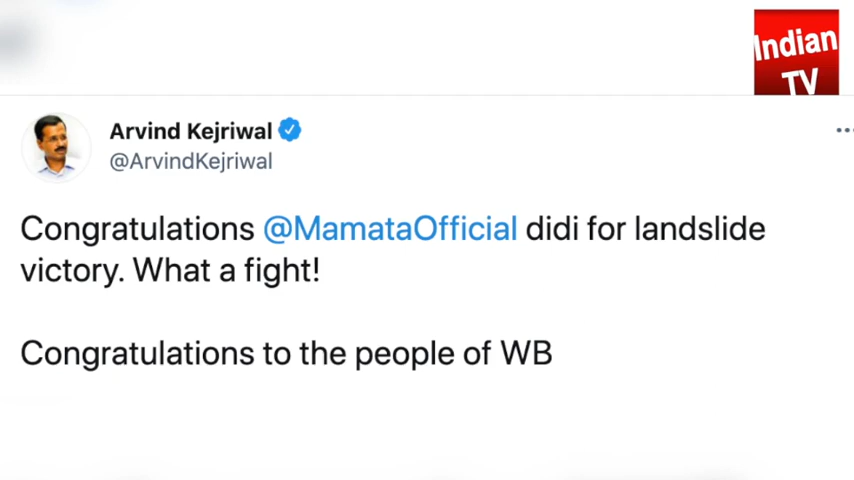 Indian
TV
Arvind Kejriwal
@ArvindKejriwal
Congratulations @MamataOfficial didi for landslide
victory. What a fight!
Congratulations to the people of WB